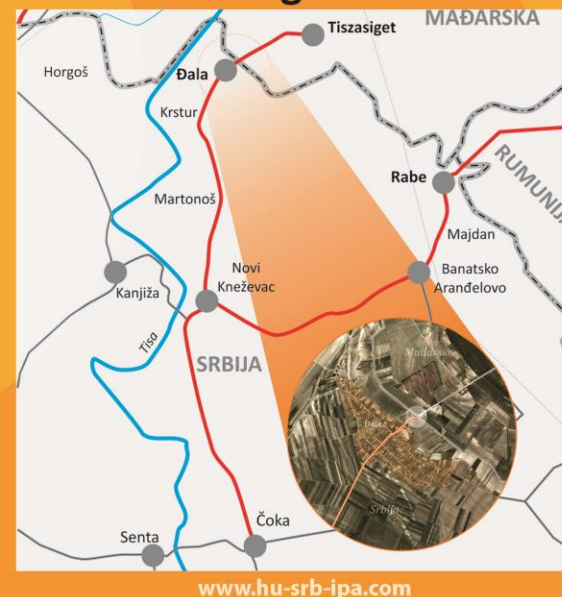 MAĐARSKA
Tiszasiget
Horgoš
Đala
Krstur
RUMUNIJA
Rabe
Martonoš
Majdan
Novi
Kneževac
Banatsko
Aranđelovo
Kanjiža
Tisa
SRBIJA
Mađarska
Đala
Srbija
Čoka
Senta
www.hu-srb-ipa.com